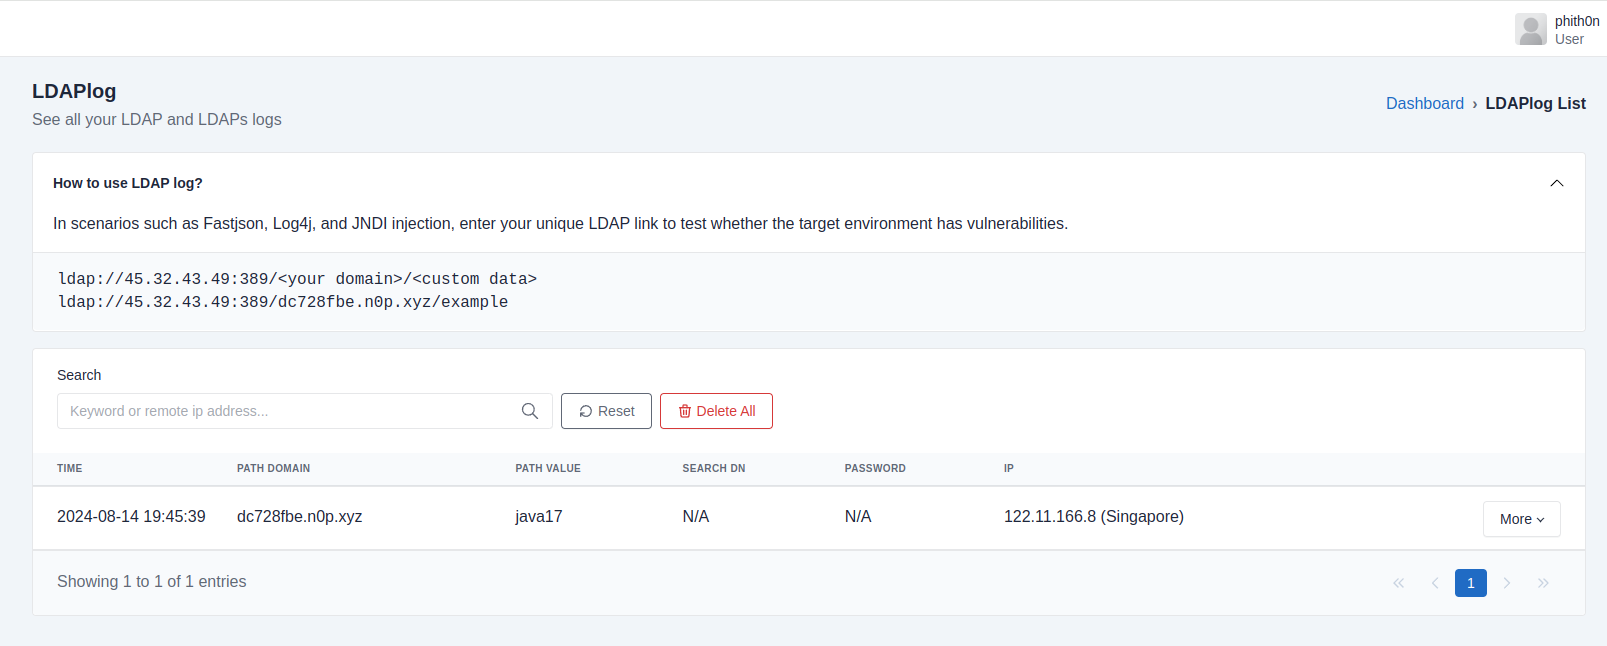 phith0n
User
LDAPlog
See all your LDAP and LDAPs logs
Dashboard › LDAPlog List
How to use LDAP log?
In scenarios such as Fastjson, Log4j, and JNDI injection, enter your unique LDAP link to test whether the target environment has vulnerabilities.
ldap://45.32.43.49:389/<your domain>/<custom data>
ldap://45.32.43.49:389/dc728fbe.n0p.xyz/example
Search
Keyword or remote ip address... Reset Delete All
TIME PATH DOMAIN PATH VALUE SEARCH DN PASSWORD IP
2024-08-14 19:45:39 dc728fbe.n0p.xyz java17 N/A N/A 122.11.166.8 (Singapore) More
Showing 1 to 1 of 1 entries « ‹ 1 › »